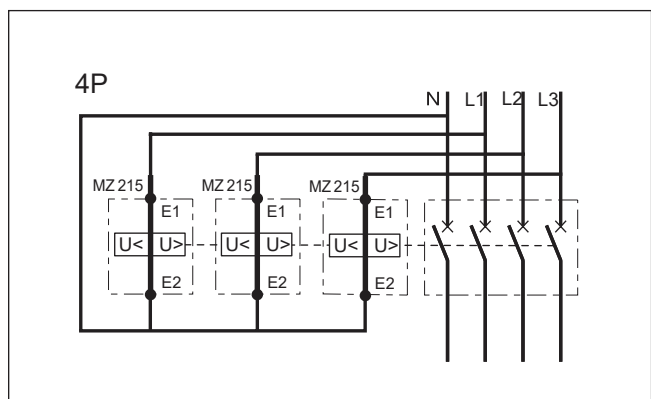 4P
N L1 L2 L3
MZ 215 MZ 215 MZ 215
E1 E1 E1
U< U> U< U> U< U>
E2 E2 E2